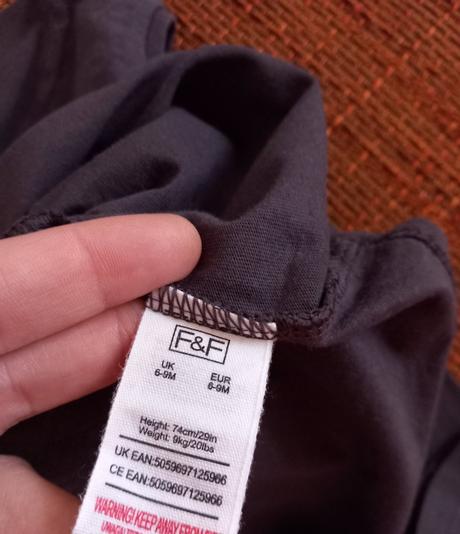 F&F
UK EUR
6-9M 6-9M
Height: 74cm/29in
Weight: 9kg/20lbs
UK EAN:5059697125966
CE EAN:5059697125966
WARNING! KEEP AWAY FROM